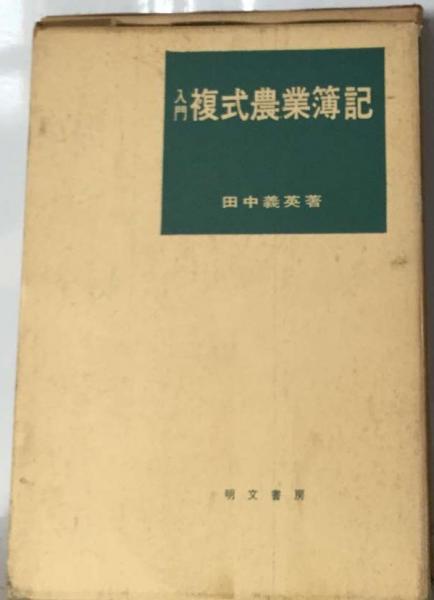 入門 複式農業簿記
田中義英著
明文書房